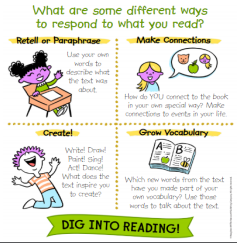 What are some different ways
to respond to what you read?
Retell or Paraphrase
Use your own
words to describe
what the text
was about.
Make Connections
How do YOU connect to the book
in your own special way? Make
connections to events in your life.
Create!
Write! Draw!
Paint! Sing!
Act! Dance!
What does the
text inspire you
to create?
Grow Vocabulary
A
B
Which new words from the text
have you made part of your
own vocabulary? Use those
words to talk about the text.
DIG INTO READING!